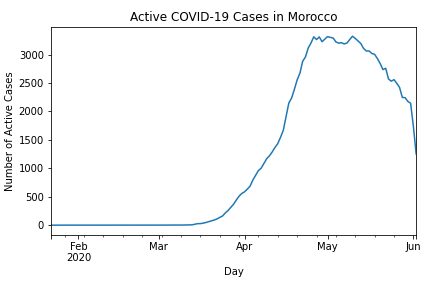 Active COVID-19 Cases in Morocco
Number of Active Cases
3000
2500
2000
1500
1000
500
0
Feb
2020
Mar
Apr
May
Jun
Day